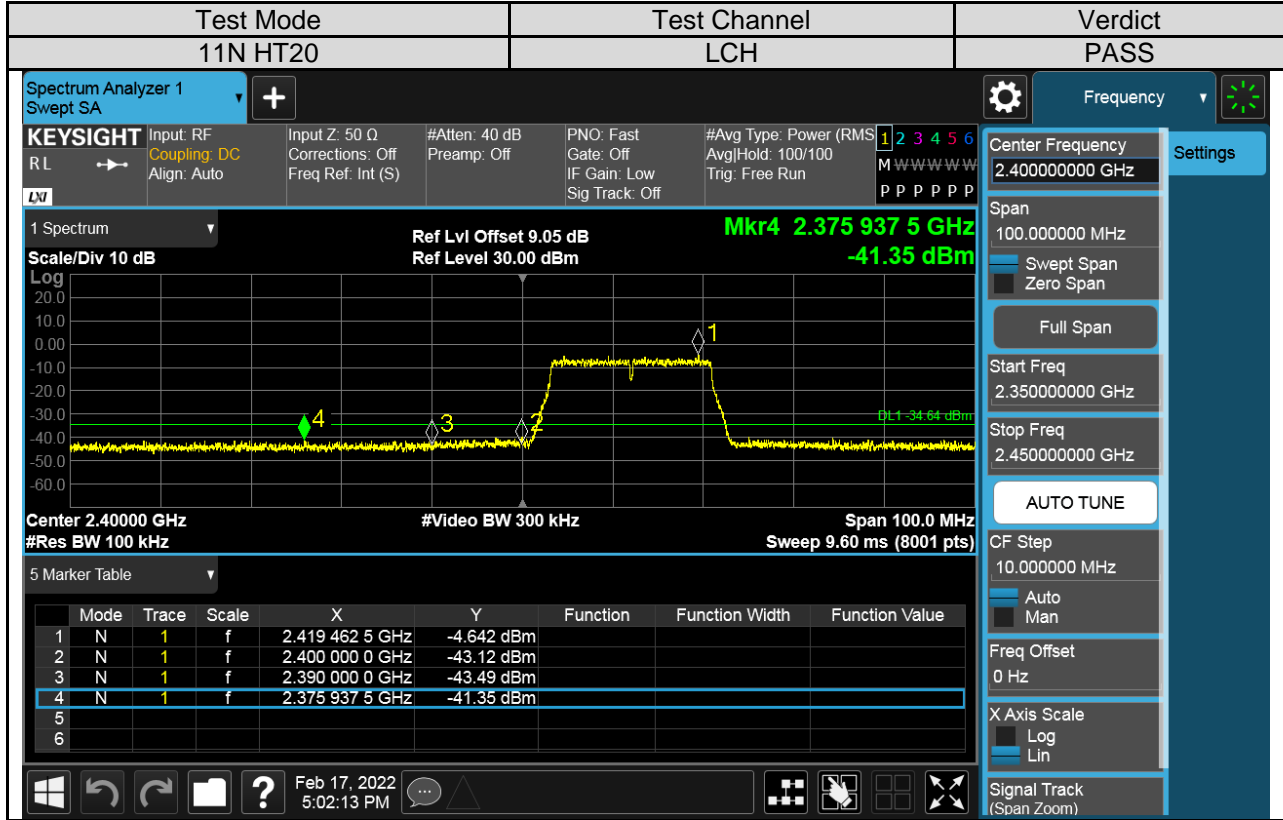 Test Mode Test Channel Verdict
11N HT20 LCH PASS
Spectrum Analyzer 1
Swept SA
Frequency
KEYSIGHT
RL
LXI
Input: RF
Coupling: DC
Align: Auto
Input Z: 50 Ω
Corrections: Off
Freq Ref: Int (S)
#Atten: 40 dB
Preamp: Off
PNO: Fast
Gate: Off
IF Gain: Low
Sig Track: Off
#Avg Type: Power (RMS
Avg|Hold: 100/100
Trig: Free Run
1 2 3 4 5 6
M W W W W W
P P P P P P
1 Spectrum
Scale/Div 10 dB
Ref Lvl Offset 9.05 dB
Ref Level 30.00 dBm
Mkr4 2.375 937 5 GHz
-41.35 dBm
Log
20.0
10.0
0.00
-10.0
-20.0
-30.0
-40.0
-50.0
-60.0
1
2
3
4
DL1 -34.64 dBm
Center 2.40000 GHz #Video BW 300 kHz Span 100.0 MHz
#Res BW 100 kHz Sweep 9.60 ms (8001 pts)
5 Marker Table
Mode Trace Scale X Y Function Function Width Function Value
1 N 1 f 2.419 462 5 GHz -4.642 dBm
2 N 1 f 2.400 000 0 GHz -43.12 dBm
3 N 1 f 2.390 000 0 GHz -43.49 dBm
4 N 1 f 2.375 937 5 GHz -41.35 dBm
5
6
Feb 17, 2022
5:02:13 PM
Settings
Center Frequency
2.400000000 GHz
Span
100.000000 MHz
Swept Span
Zero Span
Full Span
Start Freq
2.350000000 GHz
Stop Freq
2.450000000 GHz
AUTO TUNE
CF Step
10.000000 MHz
Auto
Man
Freq Offset
0 Hz
X Axis Scale
Log
Lin
Signal Track
(Span Zoom)